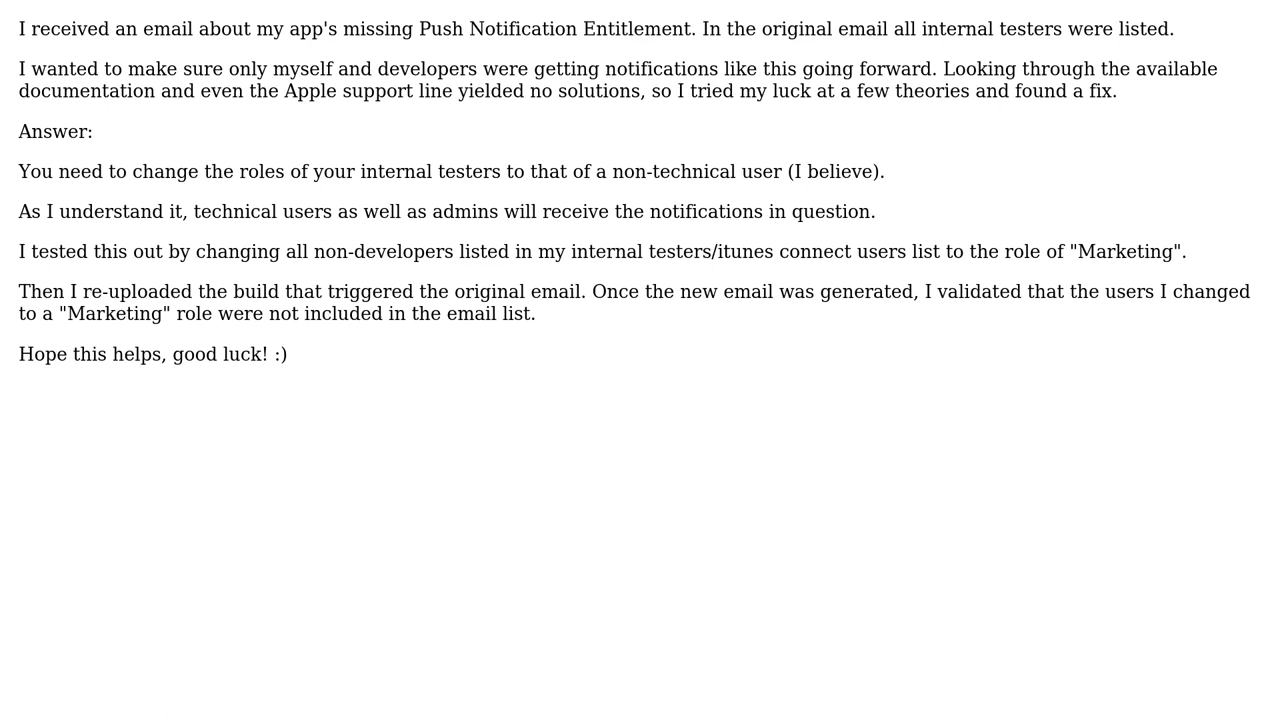 I received an email about my app's missing Push Notification Entitlement. In the original email all internal testers were listed.
I wanted to make sure only myself and developers were getting notifications like this going forward. Looking through the available
documentation and even the Apple support line yielded no solutions, so I tried my luck at a few theories and found a fix.
Answer:
You need to change the roles of your internal testers to that of a non-technical user (I believe).
As I understand it, technical users as well as admins will receive the notifications in question.
I tested this out by changing all non-developers listed in my internal testers/itunes connect users list to the role of "Marketing".
Then I re-uploaded the build that triggered the original email. Once the new email was generated, I validated that the users I changed
to a "Marketing" role were not included in the email list.
Hope this helps, good luck! :)